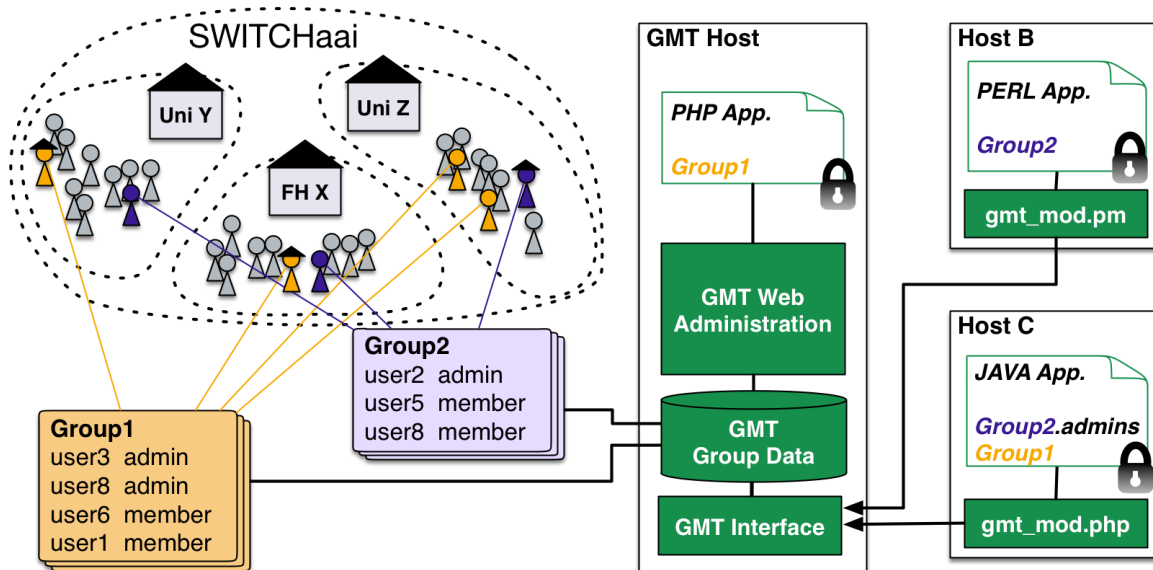 SWITCHaai
Uni Y
Uni Z
FH X
Group2
user2 admin
user5 member
user8 member
Group1
user3 admin
user8 admin
user6 member
user1 member
GMT Host
PHP App.
Group1
GMT Web
Administration
GMT
Group Data
GMT Interface
Host B
PERL App.
Group2
gmt_mod.pm
Host C
JAVA App.
Group2.admins
Group1
gmt_mod.php